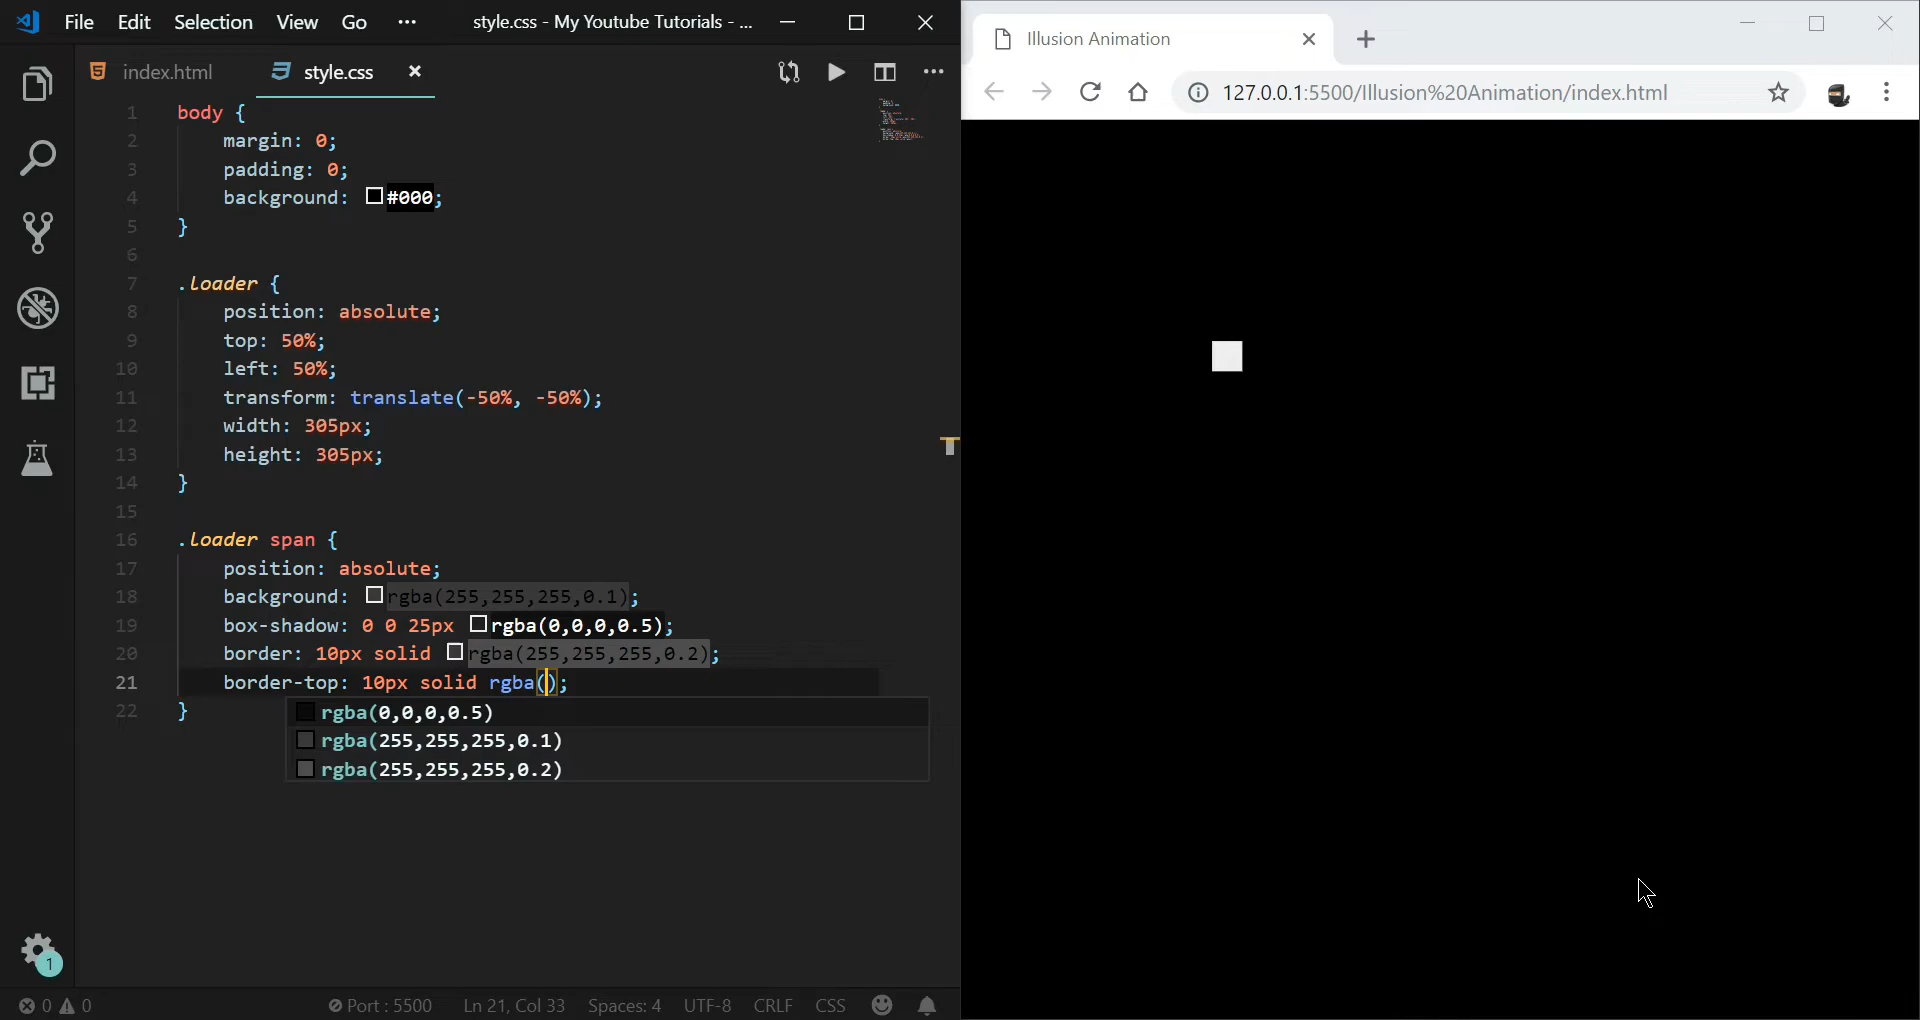 File Edit Selection View Go ··· style.css - My Youtube Tutorials - ...
index.html style.css
1 body {
2 margin: 0;
3 padding: 0;
4 background: #000;
5 }
6
7 .loader {
8 position: absolute;
9 top: 50%;
10 left: 50%;
11 transform: translate(-50%, -50%);
12 width: 305px;
13 height: 305px;
14 }
15
16 .loader span {
17 position: absolute;
18 background: rgba(255,255,255,0.1);
19 box-shadow: 0 0 25px rgba(0,0,0,0.5);
20 border: 10px solid rgba(255,255,255,0.2);
21 border-top: 10px solid rgba();
22 }
rgba(0,0,0,0.5)
rgba(255,255,255,0.1)
rgba(255,255,255,0.2)
1
0 0 Port : 5500 Ln 21, Col 33 Spaces: 4 UTF-8 CRLF CSS
Illusion Animation
127.0.0.1:5500/Illusion%20Animation/index.html